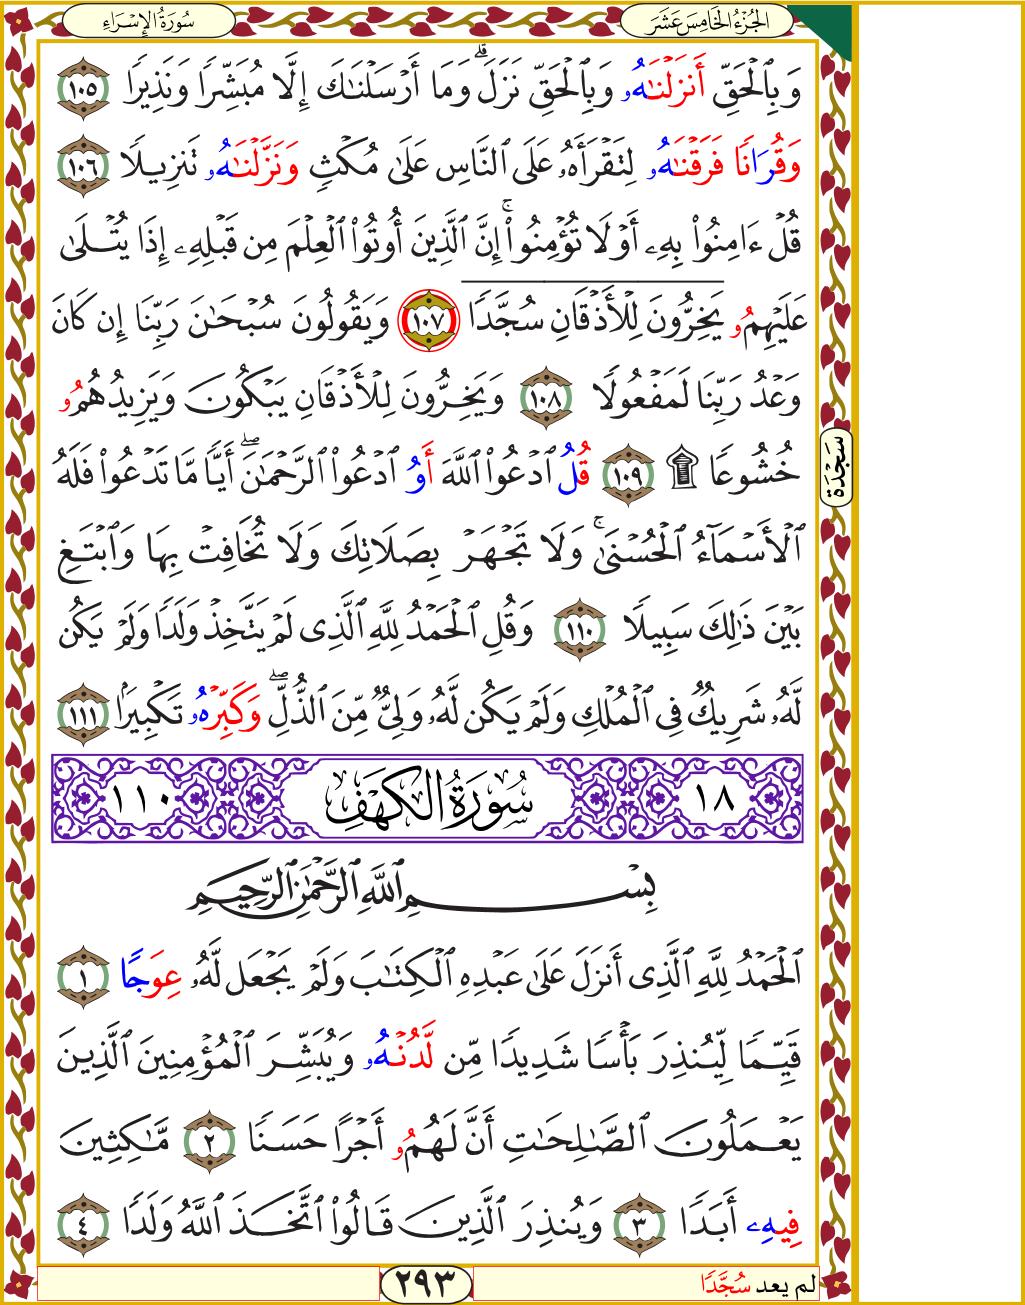 الجُزْءُ الخَامِسَ عَشَرَ
سُورَةُ الإِسْرَاءِ
وَبِٱلۡحَقِّ أَنزَلۡنَٰهُۥ وَبِٱلۡحَقِّ نَزَلَۗ وَمَا أَرۡسَلۡنَٰكَ إِلَّا مُبَشِّرٗا وَنَذِيرٗا ١٠٥
وَقُرَانٗا فَرَقۡنَٰهُۥ لِتَقۡرَأَهُۥ عَلَى ٱلنَّاسِ عَلَىٰ مُكۡثٖ وَنَزَّلۡنَٰهُۥ تَنزِيلٗا ١٠٦
قُلۡ ءَامِنُواْ بِهِۦ أَوۡ لَا تُؤۡمِنُواْۚ إِنَّ ٱلَّذِينَ أُوتُواْ ٱلۡعِلۡمَ مِن قَبۡلِهِۦ إِذَا يُتۡلَىٰ
عَلَيۡهِمُۥ يَخِرُّونَ لِلۡأَذۡقَانِ سُجَّدٗا ١٠٧ وَيَقُولُونَ سُبۡحَٰنَ رَبِّنَا إِن كَانَ
وَعۡدُ رَبِّنَا لَمَفۡعُولٗا ١٠٨ وَيَخِرُّونَ لِلۡأَذۡقَانِ يَبۡكُونَ وَيَزِيدُهُمُۥ
خُشُوعٗا ۩ ١٠٩ قُلُ ٱدۡعُواْ ٱللَّهَ أَوُ ٱدۡعُواْ ٱلرَّحۡمَٰنَۖ أَيّٗا مَّا تَدۡعُواْ فَلَهُ
ٱلۡأَسۡمَآءُ ٱلۡحُسۡنَىٰۚ وَلَا تَجۡهَرۡ بِصَلَاتِكَ وَلَا تُخَافِتۡ بِهَا وَٱبۡتَغِ
بَيۡنَ ذَٰلِكَ سَبِيلٗا ١١٠ وَقُلِ ٱلۡحَمۡدُ لِلَّهِ ٱلَّذِى لَمۡ يَتَّخِذۡ وَلَدٗا وَلَمۡ يَكُن
لَّهُۥ شَرِيكٞ فِى ٱلۡمُلۡكِ وَلَمۡ يَكُن لَّهُۥ وَلِيّٞ مِّنَ ٱلذُّلِّۖ وَكَبِّرۡهُۥ تَكۡبِيرَۢا ١١١
١٨ سُورَةُ الكَهۡفِ ١١٠
بِسۡمِ ٱللَّهِ ٱلرَّحۡمَٰنِ ٱلرَّحِيمِ
ٱلۡحَمۡدُ لِلَّهِ ٱلَّذِى أَنزَلَ عَلَىٰ عَبۡدِهِ ٱلۡكِتَٰبَ وَلَمۡ يَجۡعَل لَّهُۥ عِوَجٗا ١
قَيِّمٗا لِّيُنذِرَ بَأۡسٗا شَدِيدٗا مِّن لَّدُنۡهُۥ وَيُبَشِّرَ ٱلۡمُؤۡمِنِينَ ٱلَّذِينَ
يَعۡمَلُونَ ٱلصَّٰلِحَٰتِ أَنَّ لَهُمُۥ أَجۡرًا حَسَنٗا ٢ مَّٰكِثِينَ
فِيهِۦ أَبَدٗا ٣ وَيُنذِرَ ٱلَّذِينَ قَالُواْ ٱتَّخَذَ ٱللَّهُ وَلَدٗا ٤
سَجۡدَة
لم يعد سُجَّدًا
٢٩٣